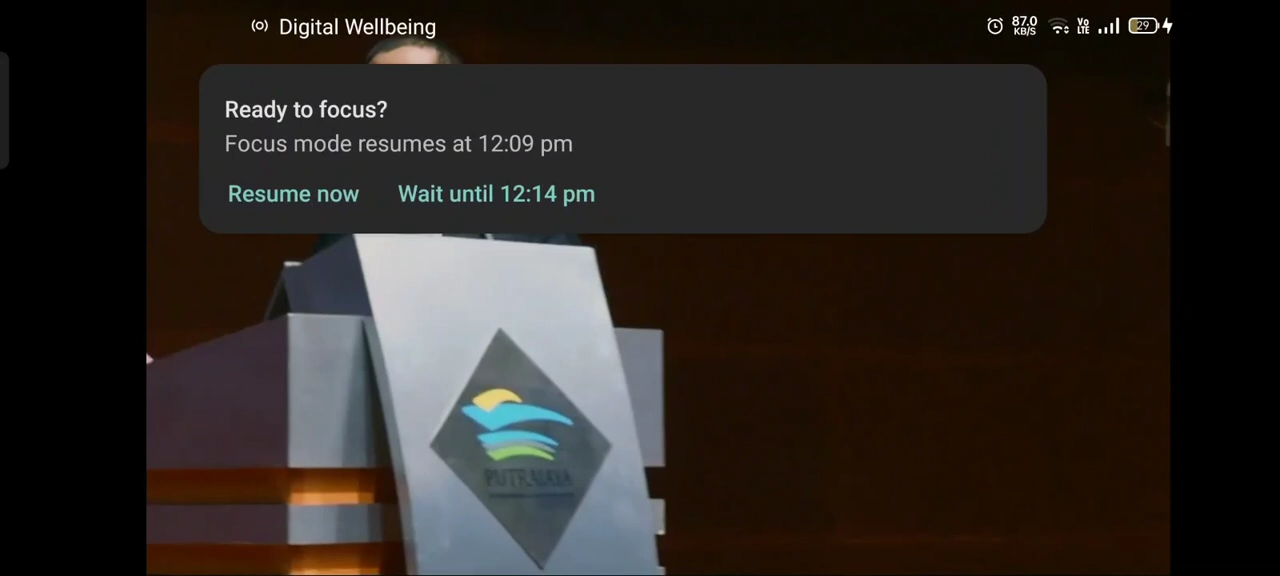 Digital Wellbeing
87.0
KB/S
Vo
LTE
29
Ready to focus?
Focus mode resumes at 12:09 pm
Resume now
Wait until 12:14 pm
PUTRAJAYA